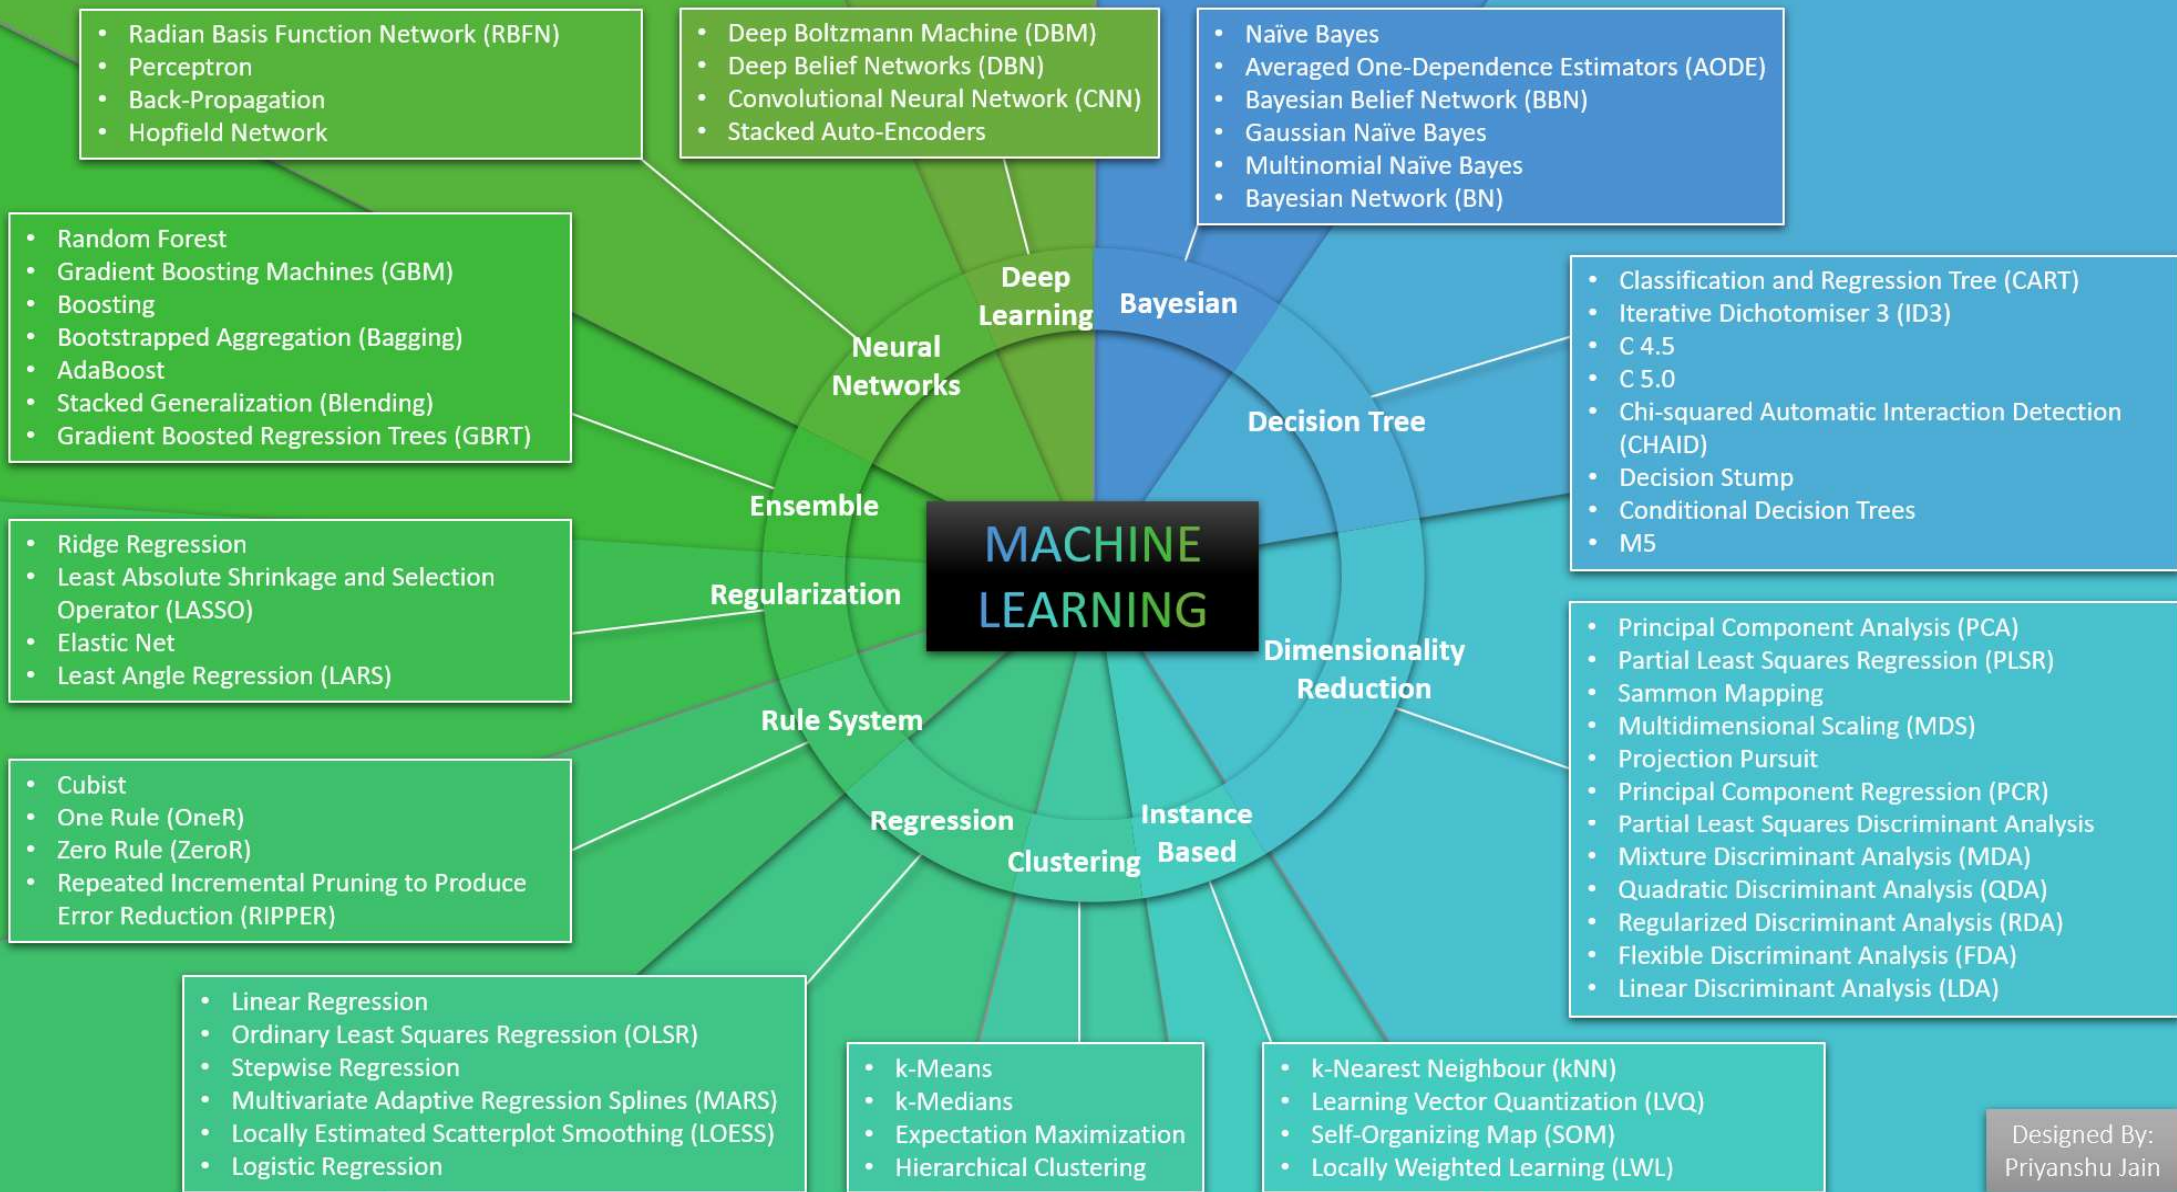 • Radian Basis Function Network (RBFN)
• Perceptron
• Back-Propagation
• Hopfield Network
• Deep Boltzmann Machine (DBM)
• Deep Belief Networks (DBN)
• Convolutional Neural Network (CNN)
• Stacked Auto-Encoders
• Naïve Bayes
• Averaged One-Dependence Estimators (AODE)
• Bayesian Belief Network (BBN)
• Gaussian Naïve Bayes
• Multinomial Naïve Bayes
• Bayesian Network (BN)
• Random Forest
• Gradient Boosting Machines (GBM)
• Boosting
• Bootstrapped Aggregation (Bagging)
• AdaBoost
• Stacked Generalization (Blending)
• Gradient Boosted Regression Trees (GBRT)
• Classification and Regression Tree (CART)
• Iterative Dichotomiser 3 (ID3)
• C 4.5
• C 5.0
• Chi-squared Automatic Interaction Detection
(CHAID)
• Decision Stump
• Conditional Decision Trees
• M5
Deep
Learning
Bayesian
Neural
Networks
Decision Tree
Ensemble
MACHINE
LEARNING
Regularization
Dimensionality
Reduction
Rule System
Regression
Clustering
Instance
Based
• Ridge Regression
• Least Absolute Shrinkage and Selection
Operator (LASSO)
• Elastic Net
• Least Angle Regression (LARS)
• Principal Component Analysis (PCA)
• Partial Least Squares Regression (PLSR)
• Sammon Mapping
• Multidimensional Scaling (MDS)
• Projection Pursuit
• Principal Component Regression (PCR)
• Partial Least Squares Discriminant Analysis
• Mixture Discriminant Analysis (MDA)
• Quadratic Discriminant Analysis (QDA)
• Regularized Discriminant Analysis (RDA)
• Flexible Discriminant Analysis (FDA)
• Linear Discriminant Analysis (LDA)
• Cubist
• One Rule (OneR)
• Zero Rule (ZeroR)
• Repeated Incremental Pruning to Produce
Error Reduction (RIPPER)
• Linear Regression
• Ordinary Least Squares Regression (OLSR)
• Stepwise Regression
• Multivariate Adaptive Regression Splines (MARS)
• Locally Estimated Scatterplot Smoothing (LOESS)
• Logistic Regression
• k-Means
• k-Medians
• Expectation Maximization
• Hierarchical Clustering
• k-Nearest Neighbour (kNN)
• Learning Vector Quantization (LVQ)
• Self-Organizing Map (SOM)
• Locally Weighted Learning (LWL)
Designed By:
Priyanshu Jain